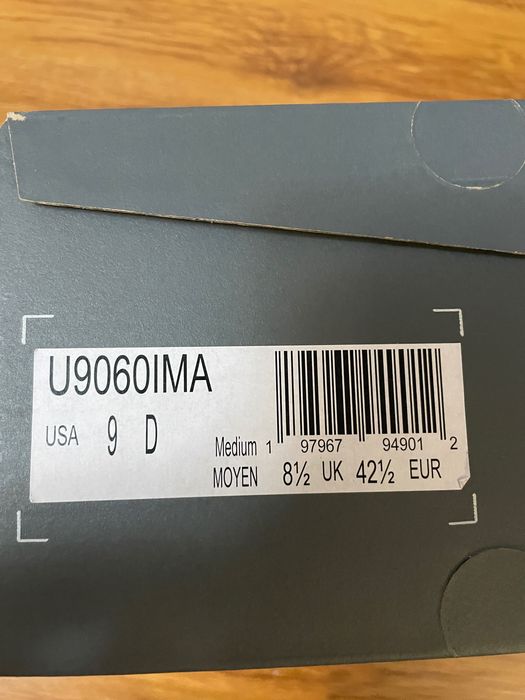 U9060IMA
USA 9 D Medium 1 97967 94901 2
MOYEN 8½ UK 42½ EUR